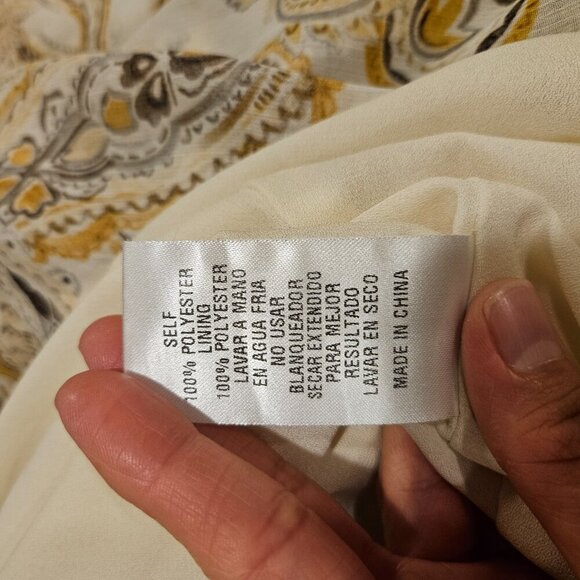 SELF
100% POLYESTER
LINING
100% POLYESTER
LAVAR A MANO
EN AGUA FRIA
NO USAR
BLANQUEADOR
SECAR EXTENDIDO
PARA MEJOR
RESULTADO
LAVAR EN SECO
MADE IN CHINA